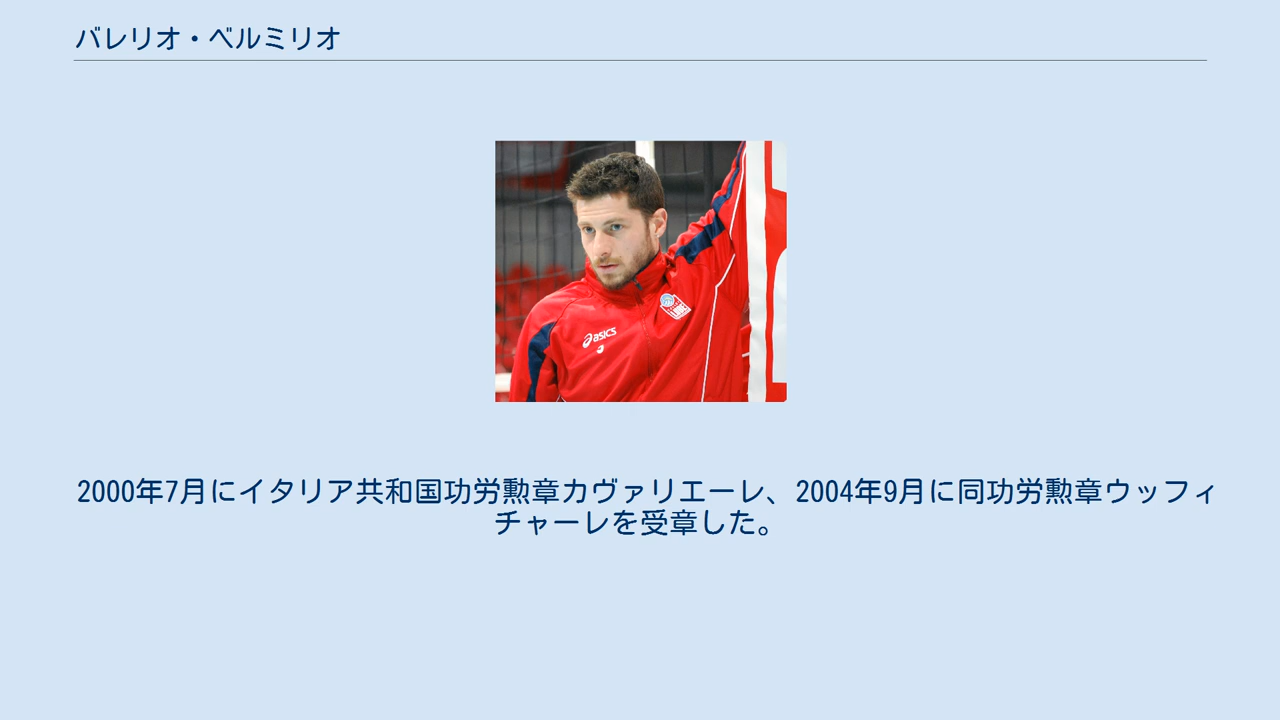 バレリオ・ベルミリオ
asics
2000年7月にイタリア共和国功労勲章カヴァリエーレ、2004年9月に同功労勲章ウッフィ
チャーレを受章した。